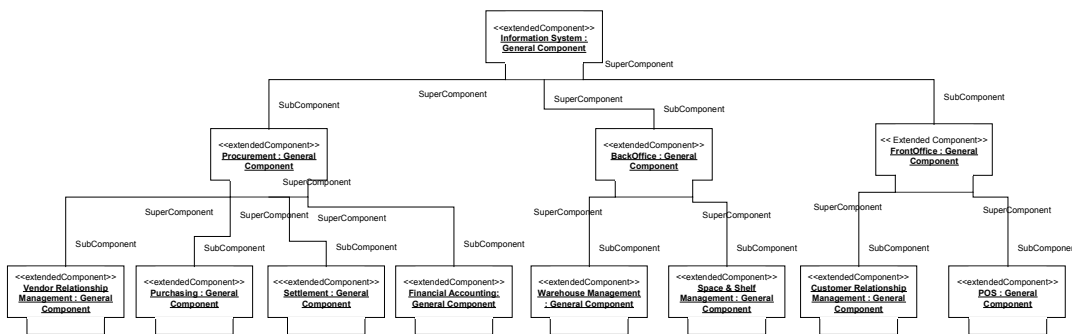 <<extendedComponent>>
Information System :
General Component
SuperComponent
SuperComponent
SuperComponent
SubComponent
SubComponent
SubComponent
<<extendedComponent>>
Procurement : General
Component
<<extendedComponent>>
BackOffice : General
Component
<< Extended Component>>
FrontOffice : General
Component
SuperComponent
SuperComponent
SuperComponent
SuperComponent
SuperComponent
SuperComponent
SuperComponent
SuperComponent
SubComponent
SubComponent
SubComponent
SubComponent
SubComponent
SubComponent
SubComponent
SubComponent
<<extendedComponent>>
Vendor Relationship
Management : General
Component
<<extendedComponent>>
Purchasing : General
Component
<<<extendedComponent>>
Settlement : General
Component
<<extendedComponent>>
Financial Accounting:
General Component
<<extendedComponent>>
Warehouse Management
: General Component
<<extendedComponent>>
Space & Shelf
Management : General
Component
<<extendedComponent>>
Customer Relationship
Management : General
Component
<<extendedComponent>>
POS : General
Component